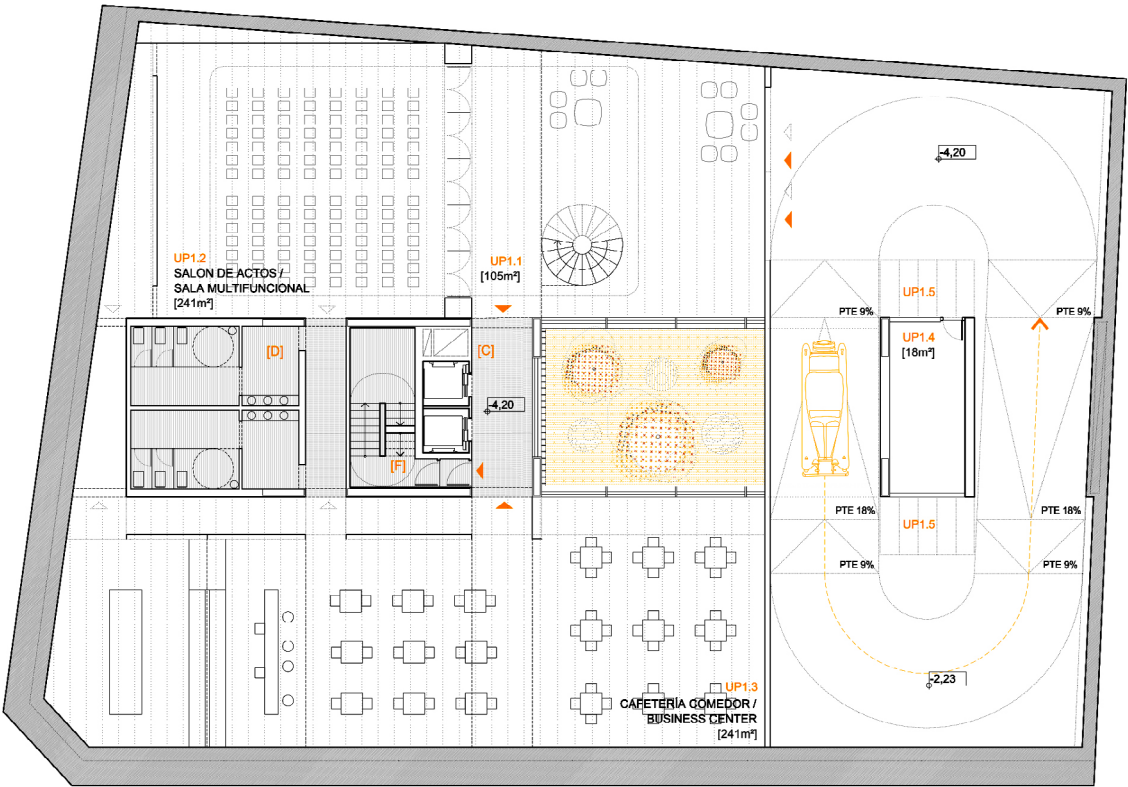 -4,20
UP1.2
SALON DE ACTOS /
SALA MULTIFUNCIONAL
[241m²]
UP1.1
[105m²]
UP1.5
PTE 9%
PTE 9%
UP1.4
[18m²]
[D]
[C]
-4,20
[F]
PTE 18%
PTE 18%
UP1.5
PTE 9%
PTE 9%
-2,23
UP1.3
CAFETERÍA COMEDOR /
BUSINESS CENTER
[241m²]